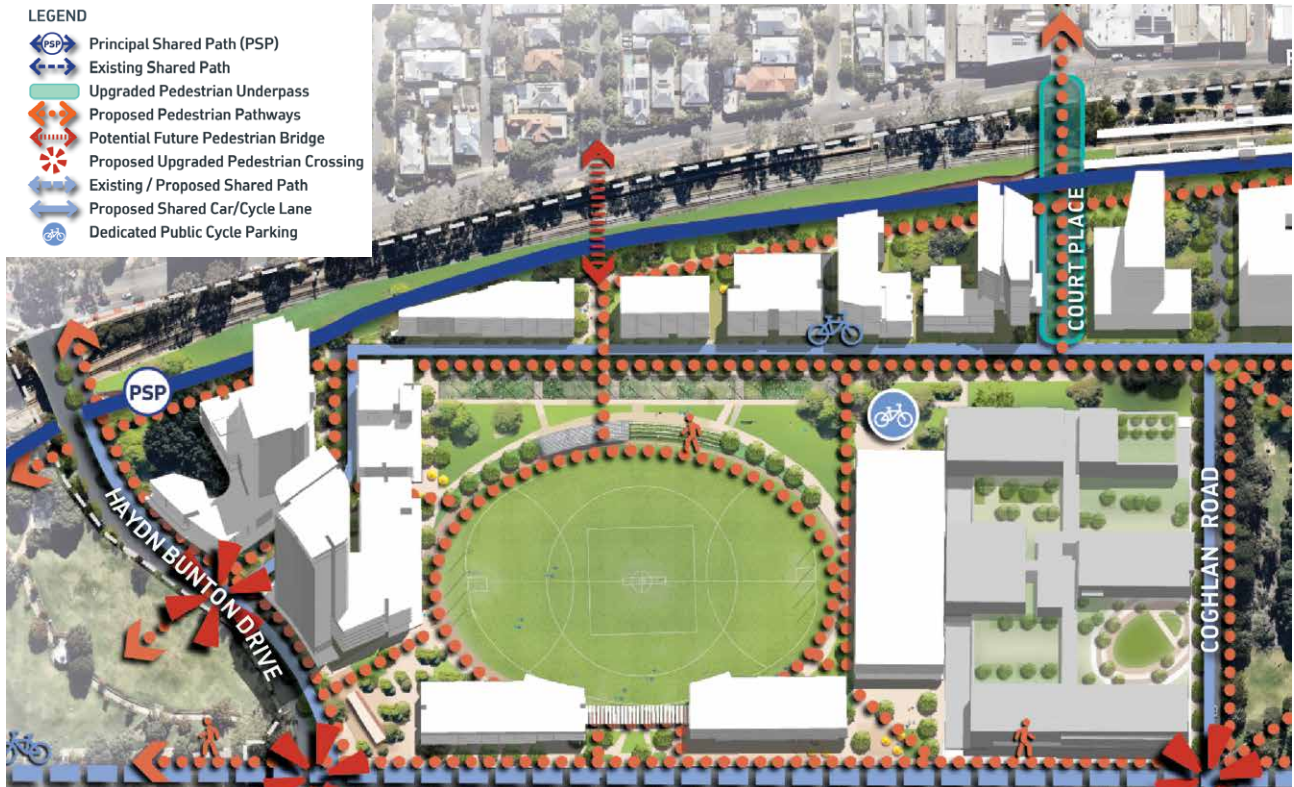 LEGEND
PSP Principal Shared Path (PSP)
Existing Shared Path
Upgraded Pedestrian Underpass
Proposed Pedestrian Pathways
Potential Future Pedestrian Bridge
Proposed Upgraded Pedestrian Crossing
Existing / Proposed Shared Path
Proposed Shared Car/Cycle Lane
Dedicated Public Cycle Parking
COURT PLACE
PSP
HAYDN BUNTON DRIVE
COGHLAN ROAD